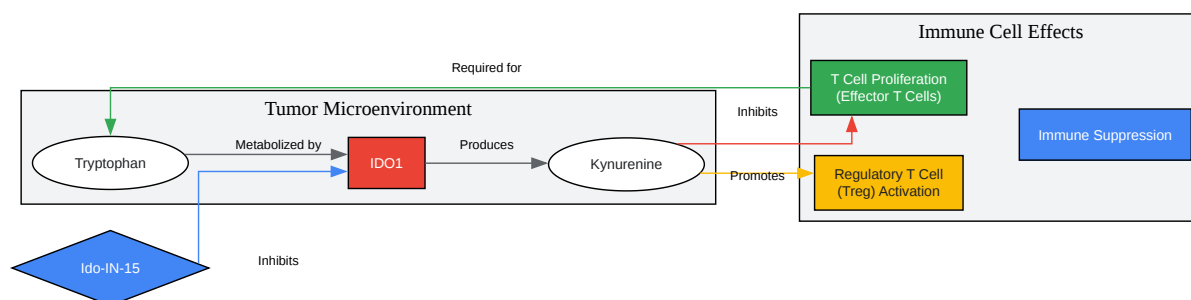 Immune Cell Effects
Required for
T Cell Proliferation
(Effector T Cells)
Tumor Microenvironment
Inhibits
Immune Suppression
Tryptophan
Metabolized by
IDO1
Produces
Kynurenine
Promotes
Regulatory T Cell
(Treg) Activation
Ido-IN-15
Inhibits